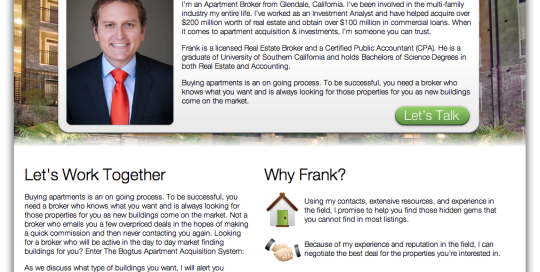 I'm an Apartment Broker from Glendale, California. I've been involved in the multi-
family industry my entire life. I've worked as an Investment Analyst and have helped acquire over
$200 million worth of real estate and obtain over $100 million in commercial loans. When
it comes to apartment acquisition & investments, I'm someone you can trust.
Frank is a licensed Real Estate Broker and a Certified Public Accountant (CPA). He is a
graduate of University of Southern California and holds Bachelors of Science Degrees in
both Real Estate and Accounting.
Buying apartments is an on going process. To be successful, you need a broker who
knows what you want and is always looking for those properties for you as new buildings
come on the market.
Let's Talk
Let's Work Together
Buying apartments is an on going process. To be successful, you
need a broker who knows what you want and is always looking for
those properties for you as new buildings come on the market. Not a
broker who emails you a few overpriced deals in the hopes of making
a quick commission and then never contacting you again. Looking
for a broker who will be active in the day to day market finding
buildings for you? Enter The Bogtus Apartment Acquisition System:
As we discuss what type of buildings you want, I will alert you
Why Frank?
Using my contacts, extensive resources, and experience in
the field, I promise to help you find those hidden gems that
you cannot find in most listings.
Because of my experience and reputation in the field, I can
negotiate the best deal for the properties you're interested in.